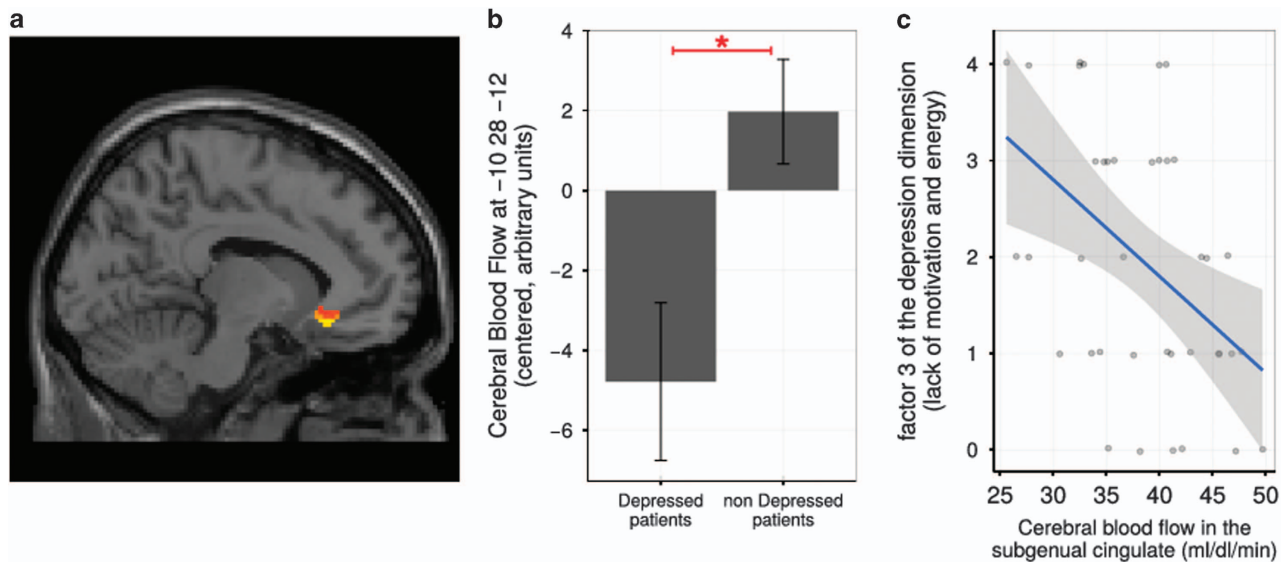 a
b
Cerebral Blood Flow at −10 28 −12
(centered, arbitrary units)
4
2
0
−2
−4
−6
*
Depressed
patients
non Depressed
patients
c
factor 3 of the depression dimension
(lack of motivation and energy)
4
3
2
1
0
25 30 35 40 45 50
Cerebral blood flow in the
subgenual cingulate (ml/dl/min)